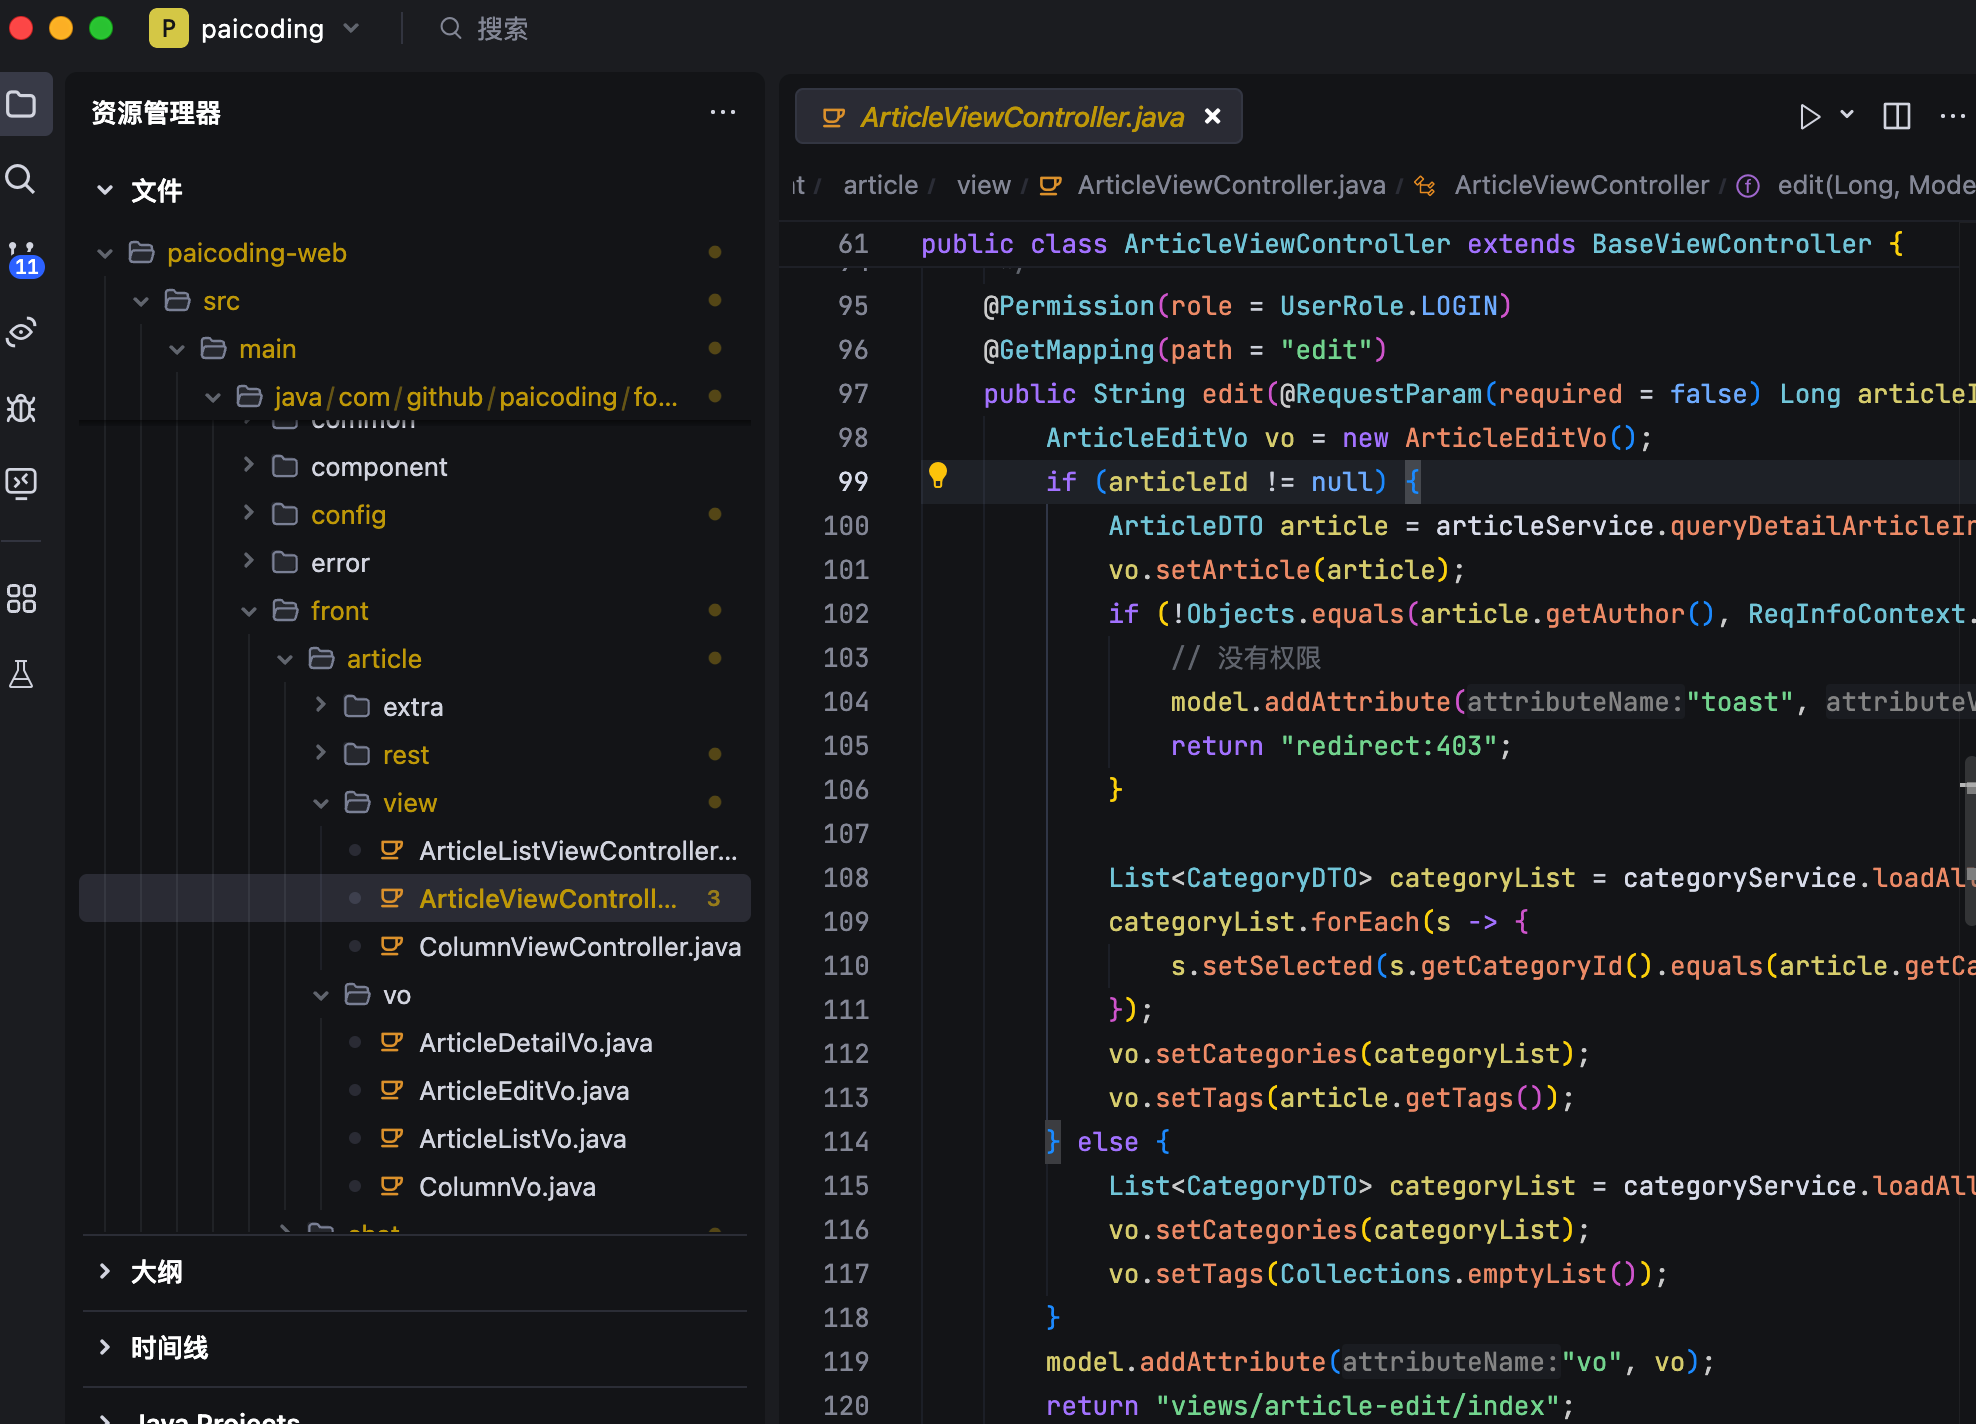 P paicoding
搜索
11
资源管理器
文件
paicoding-web
src
main
java/com/github/paicoding/fo...
common
component
config
error
front
article
extra
rest
view
ArticleListViewController...
ArticleViewControll... 3
ColumnViewController.java
vo
ArticleDetailVo.java
ArticleEditVo.java
ArticleListVo.java
ColumnVo.java
大纲
时间线
Java Projects
ArticleViewController.java
article / view / ArticleViewController.java / ArticleViewController / edit(Long, Mode
61 public class ArticleViewController extends BaseViewController {
95 @Permission(role = UserRole.LOGIN)
96 @GetMapping(path = "edit")
97 public String edit(@RequestParam(required = false) Long articleI
98 ArticleEditVo vo = new ArticleEditVo();
99 if (articleId != null) {
100 ArticleDTO article = articleService.queryDetailArticleIn
101 vo.setArticle(article);
102 if (!Objects.equals(article.getAuthor(), ReqInfoContext.
103 // 没有权限
104 model.addAttribute(attributeName:"toast", attributeV
105 return "redirect:403";
106 }
107
108 List<CategoryDTO> categoryList = categoryService.loadAl
109 categoryList.forEach(s -> {
110 s.setSelected(s.getCategoryId().equals(article.getCa
111 });
112 vo.setCategories(categoryList);
113 vo.setTags(article.getTags());
114 } else {
115 List<CategoryDTO> categoryList = categoryService.loadAll
116 vo.setCategories(categoryList);
117 vo.setTags(Collections.emptyList());
118 }
119 model.addAttribute(attributeName:"vo", vo);
120 return "views/article-edit/index";